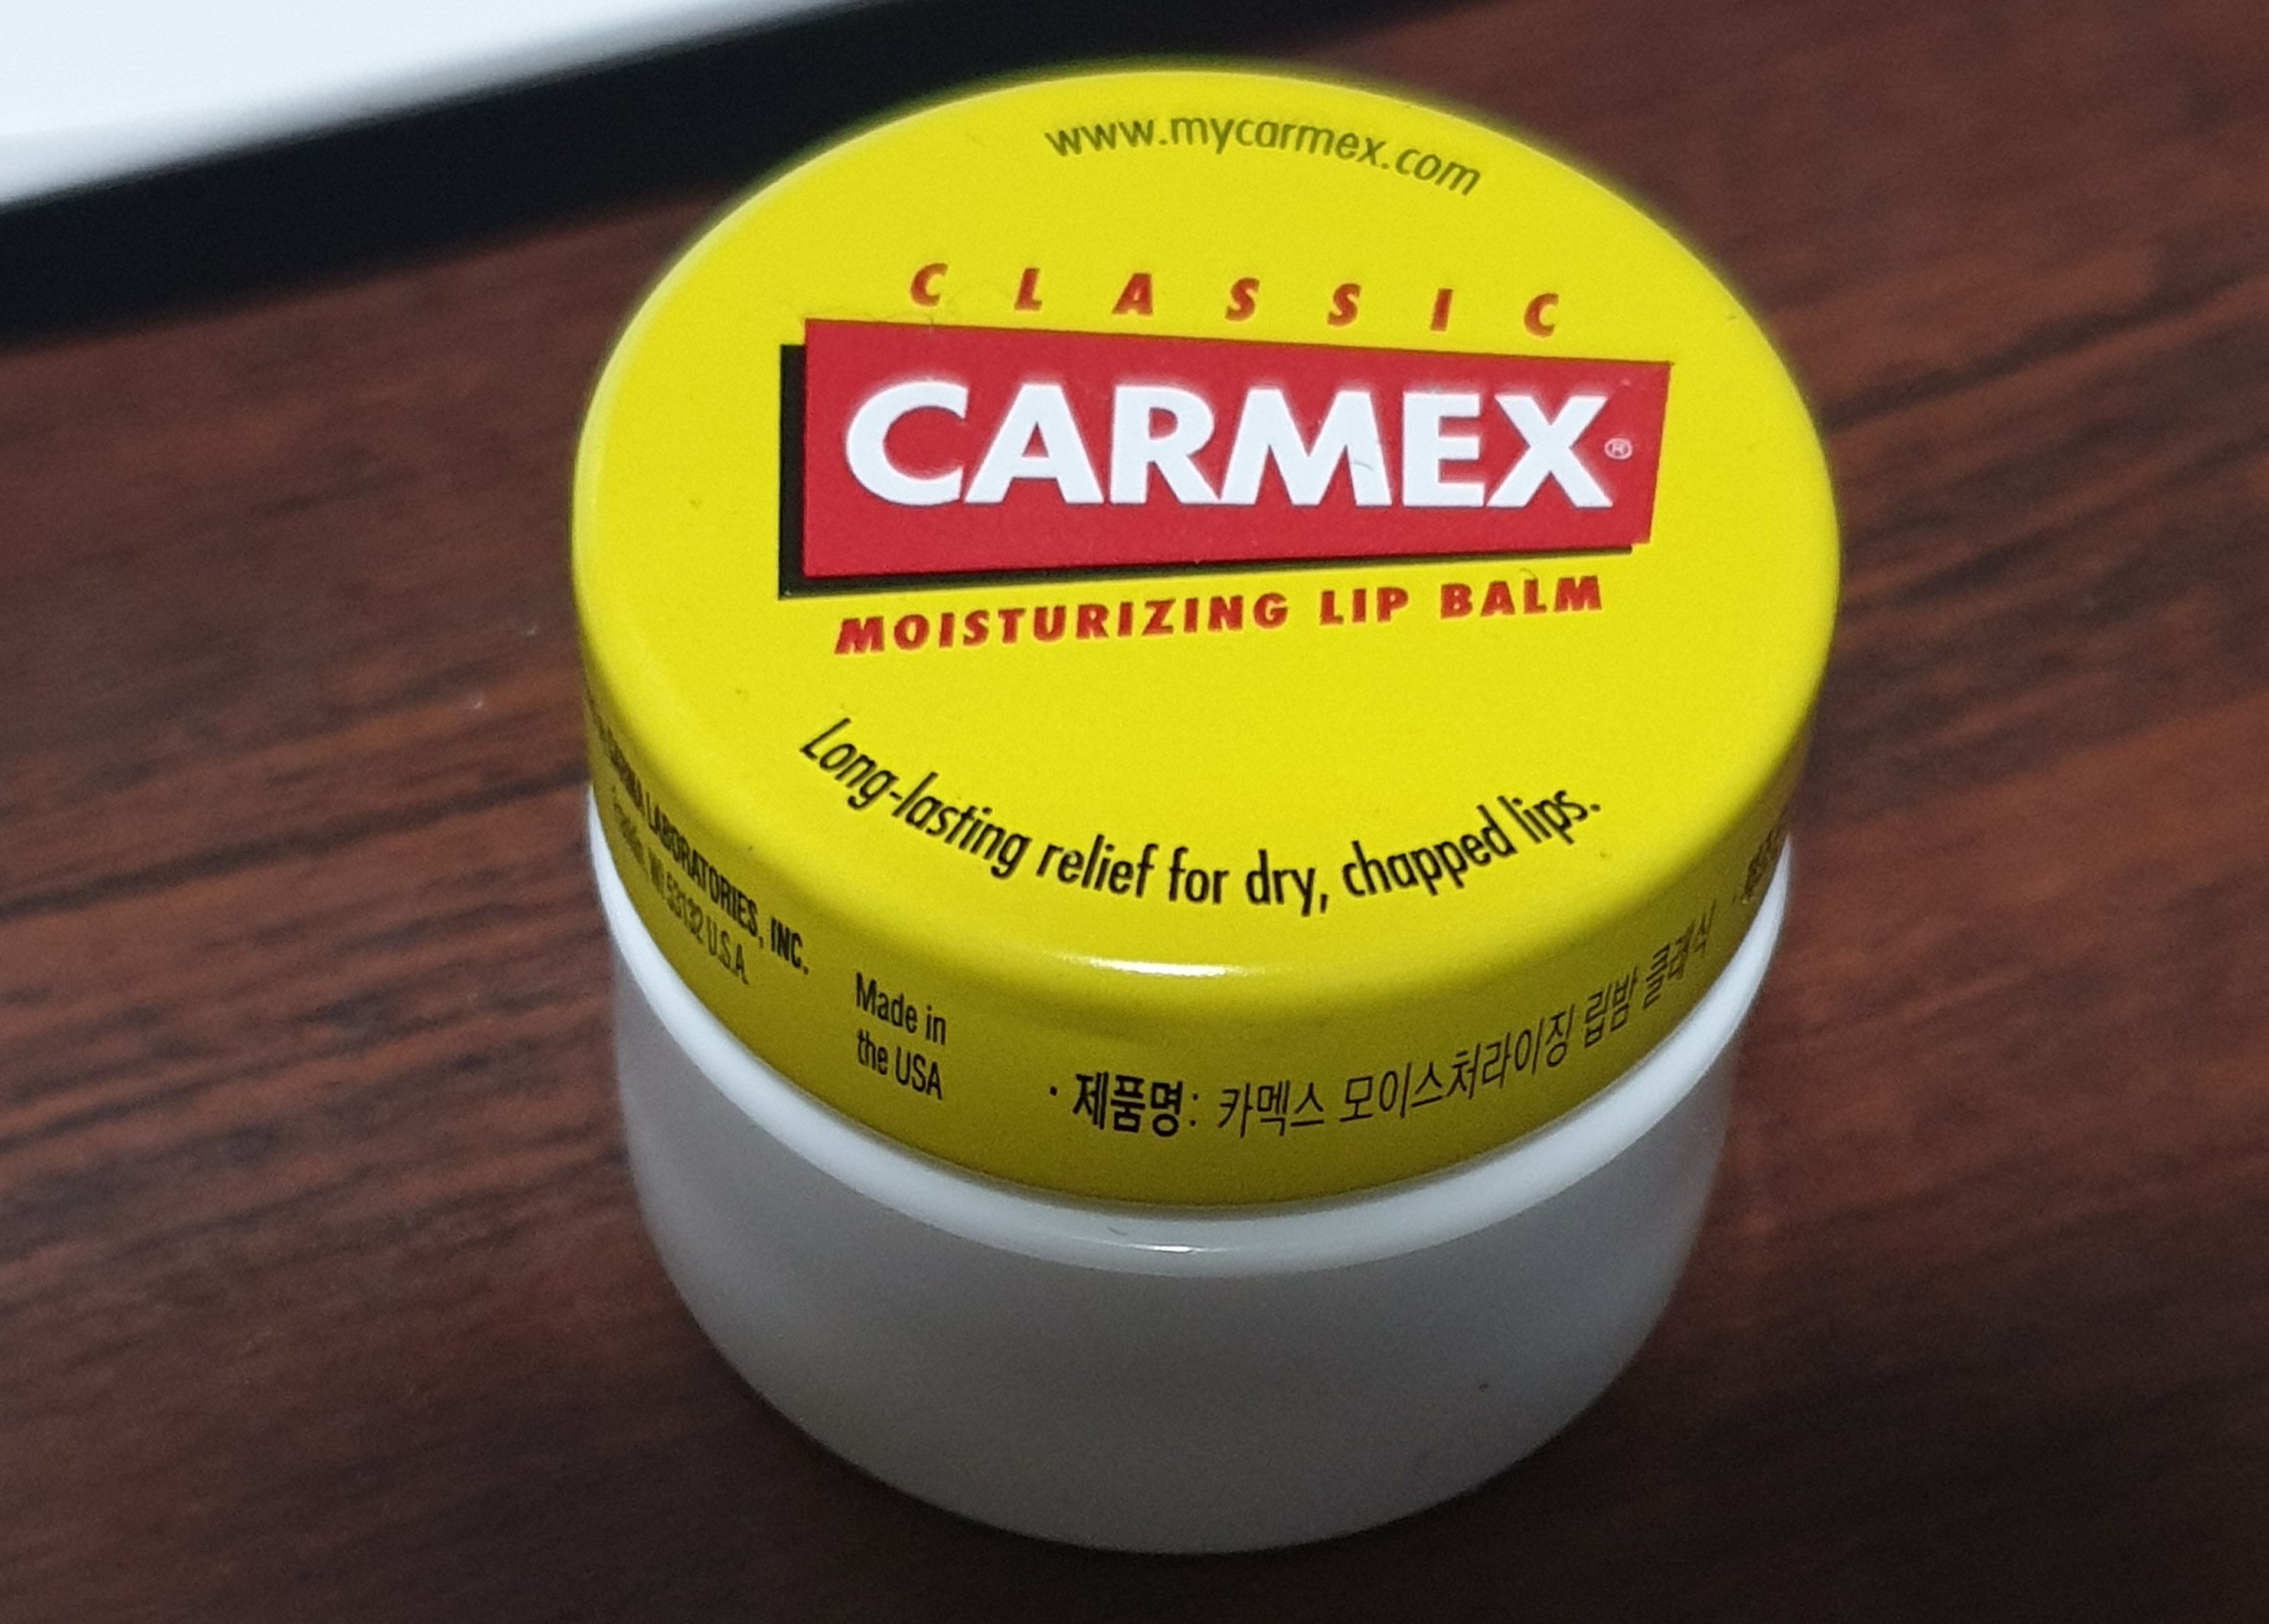 www.mycarmex.com
CLASSIC
CARMEX®
MOISTURIZING LIP BALM
Long-lasting relief for dry, chapped lips.
LABORATORIES, INC.
WI 53132 U.S.A.
Made in
the USA
· 제품명: 카멕스 모이스처라이징 립밤 클래식